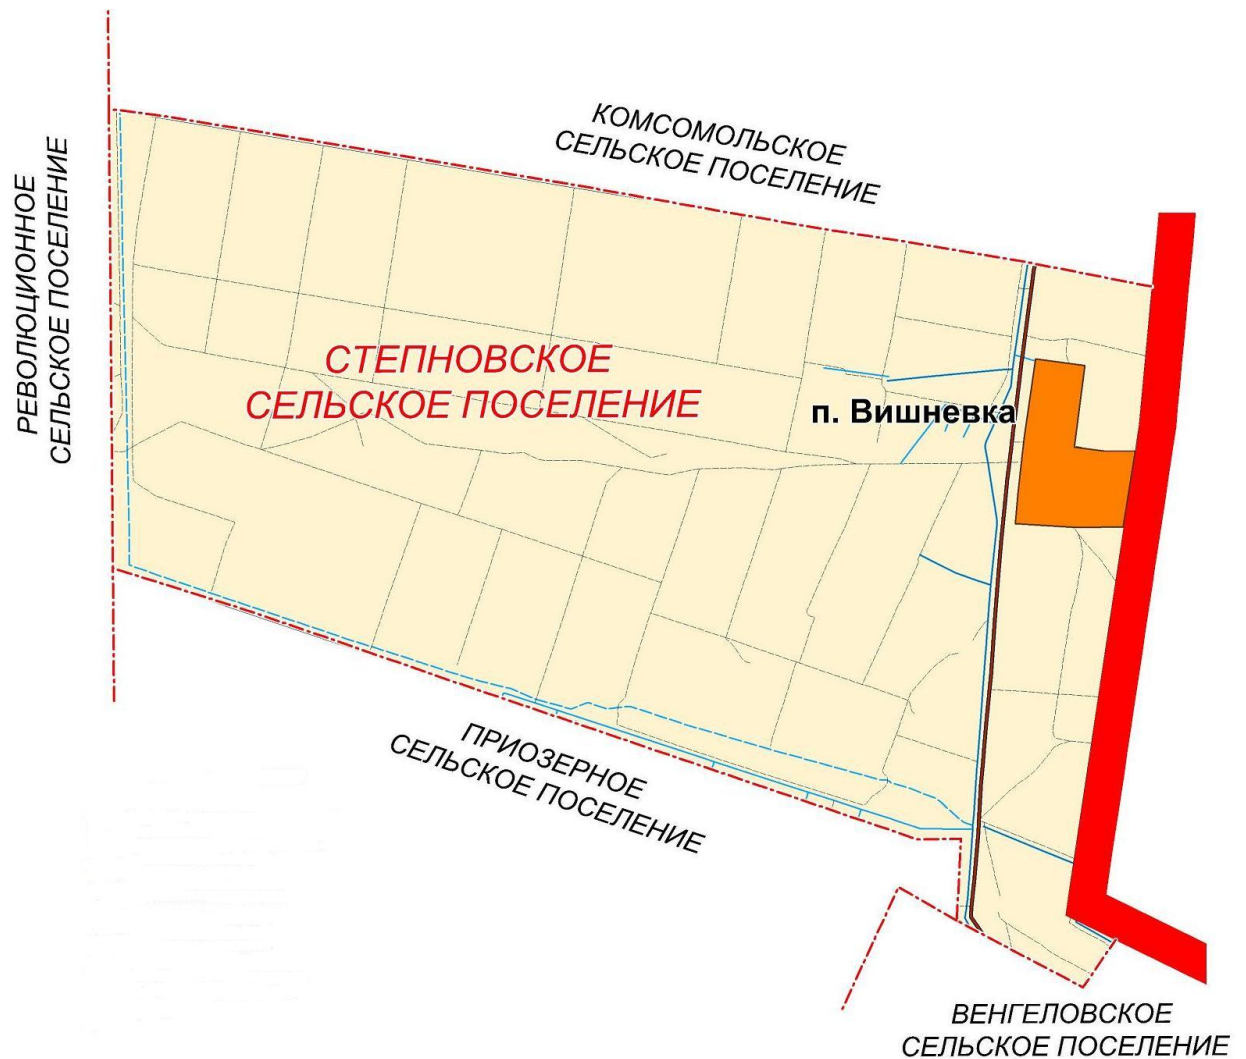 КОМСОМОЛЬСКОЕ
СЕЛЬСКОЕ ПОСЕЛЕНИЕ
РЕВОЛЮЦИОННОЕ
СЕЛЬСКОЕ ПОСЕЛЕНИЕ
СТЕПНОВСКОЕ
СЕЛЬСКОЕ ПОСЕЛЕНИЕ
п. Вишневка
ПРИОЗЕРНОЕ
СЕЛЬСКОЕ ПОСЕЛЕНИЕ
ВЕНГЕЛОВСКОЕ
СЕЛЬСКОЕ ПОСЕЛЕНИЕ